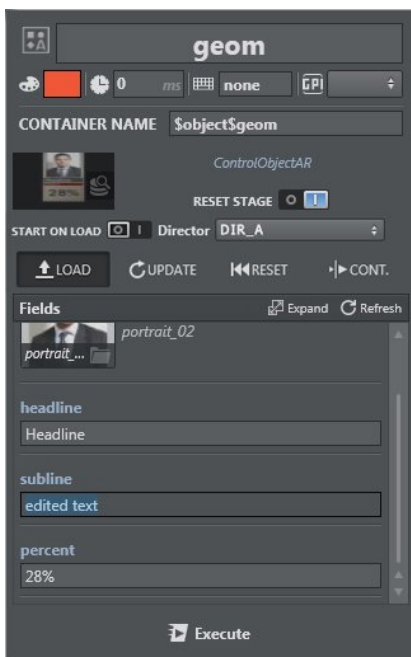 geom
0 ms none GPI
CONTAINER NAME $object$geom
28%
ControlObjectAR
RESET STAGE
START ON LOAD Director DIR_A
LOAD UPDATE RESET CONT.
Fields Expand Refresh
portrait_02
portrait_...
headline
Headline
subline
edited text
percent
28%
Execute